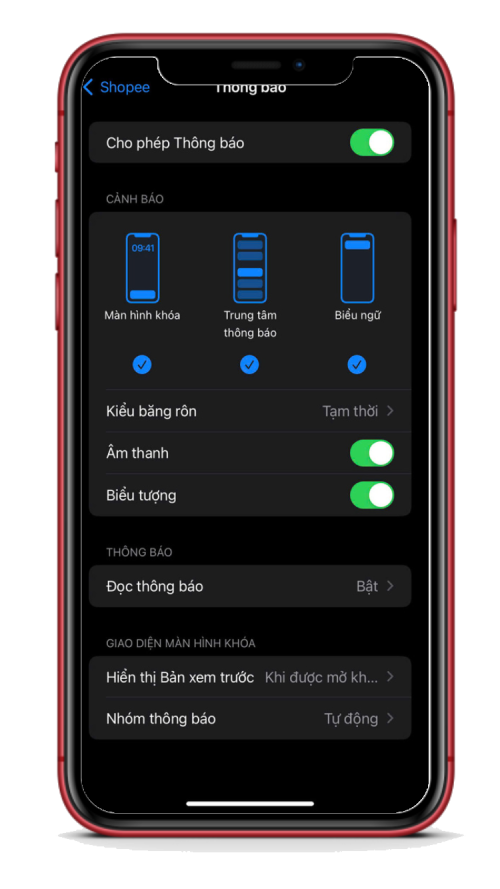 Shopee
Thông báo
Cho phép Thông báo
CẢNH BÁO
09:41
Màn hình khóa
Trung tâm
thông báo
Biểu ngữ
Kiểu băng rôn
Tạm thời
Âm thanh
Biểu tượng
THÔNG BÁO
Đọc thông báo
Bật
GIAO DIỆN MÀN HÌNH KHÓA
Hiển thị Bản xem trước
Khi được mở kh...
Nhóm thông báo
Tự động